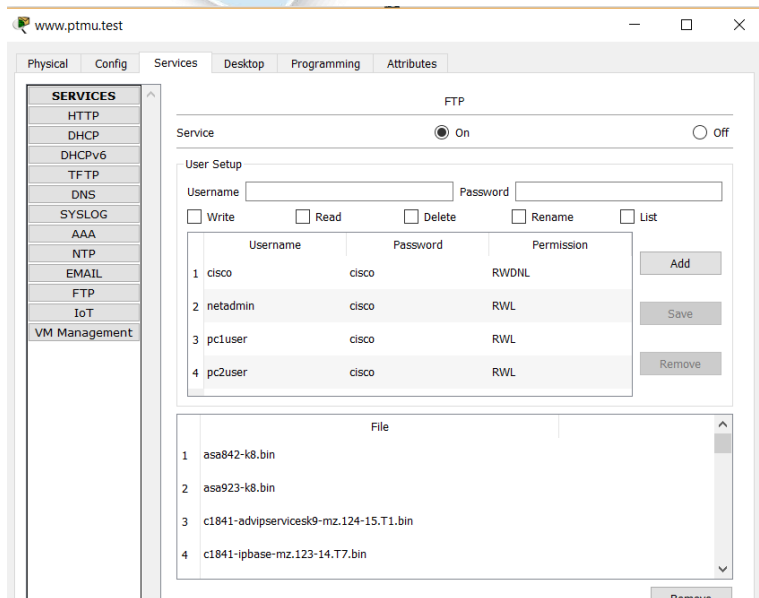 www.ptmu.test
Physical Config Services Desktop Programming Attributes
SERVICES
HTTP
DHCP
DHCPv6
TFTP
DNS
SYSLOG
AAA
NTP
EMAIL
FTP
IoT
VM Management
FTP
Service On Off
User Setup
Username Password
Write Read Delete Rename List
Username Password Permission
1 cisco cisco RWDNL
2 netadmin cisco RWL
3 pc1user cisco RWL
4 pc2user cisco RWL
Add
Save
Remove
File
1 asa842-k8.bin
2 asa923-k8.bin
3 c1841-advipservicesk9-mz.124-15.T1.bin
4 c1841-ipbase-mz.123-14.T7.bin
Remove